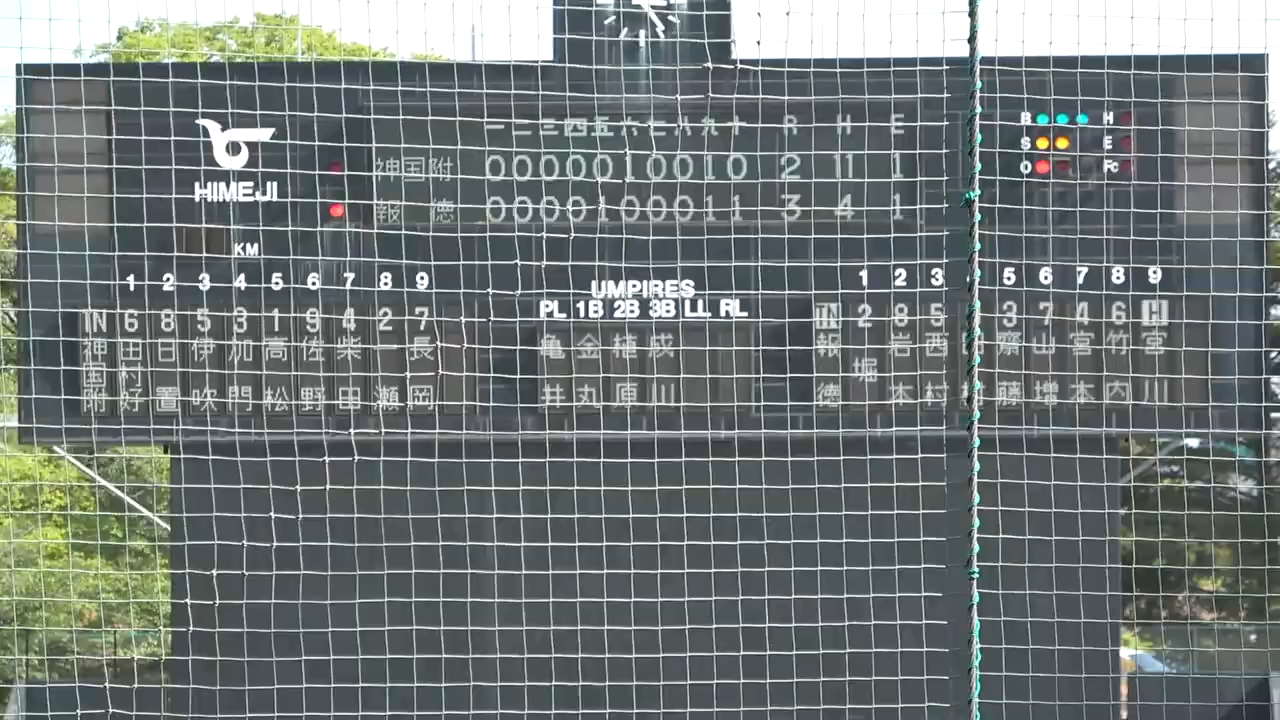 一二三四五六七八九十 R H E
神国附 0000010010 2 11 1
報徳 0000100011 3 4 1
B H
S E
O Fc
HIMEJI
KM
1 2 3 4 5 6 7 8 9
UMPIRES
PL 1B 2B 3B LL RL
1 2 3 5 6 7 8 9
IN 6 8 5 3 1 9 4 2 7
神国附 田村好 日置 伊吹 加門 高松 佐野 柴田 一瀬 長岡
亀井 金丸 植原 成川
IN 2 8 5 3 7 4 6 H
報徳 堀 岩本 西村 齋藤 山増 宮本 竹内 宮川